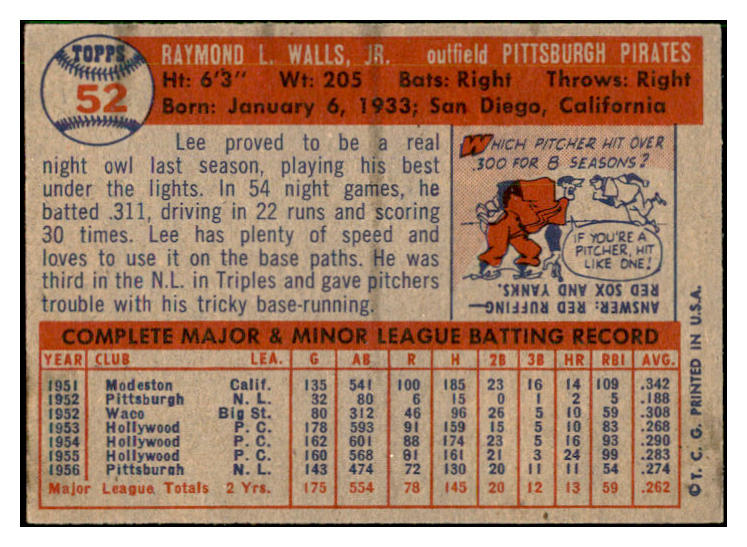 TOPPS
52
RAYMOND L. WALLS, JR. outfield PITTSBURGH PIRATES
Ht: 6'3" Wt: 205 Bats: Right Throws: Right
Born: January 6, 1933; San Diego, California
Lee proved to be a real
night owl last season, playing his best
under the lights. In 54 night games, he
batted .311, driving in 22 runs and scoring
30 times. Lee has plenty of speed and
loves to use it on the base paths. He was
third in the N.L. in Triples and gave pitchers
trouble with his tricky base-running.
WHICH PITCHER HIT OVER
.300 FOR 8 SEASONS?
IF YOU'RE A
PITCHER, HIT
LIKE ONE!
ANSWER: RED RUFFING—
RED SOX AND YANKS.
COMPLETE MAJOR & MINOR LEAGUE BATTING RECORD
YEAR CLUB LEA. G AB R H 2B 3B HR RBI AVG.
1951 Modeston Calif. 135 541 100 185 23 16 14 109 .342
1952 Pittsburgh N. L. 32 80 6 15 0 1 2 5 .188
1952 Waco Big St. 80 312 46 96 26 5 10 59 .308
1953 Hollywood P. C. 178 593 91 159 15 5 10 83 .268
1954 Hollywood P. C. 162 601 88 174 23 5 16 93 .290
1955 Hollywood P. C. 160 568 91 161 21 3 24 99 .283
1956 Pittsburgh N. L. 143 474 72 130 20 11 11 54 .274
Major League Totals 2 Yrs. 175 554 78 145 20 12 13 59 .262
© T. C. G. PRINTED IN U.S.A.